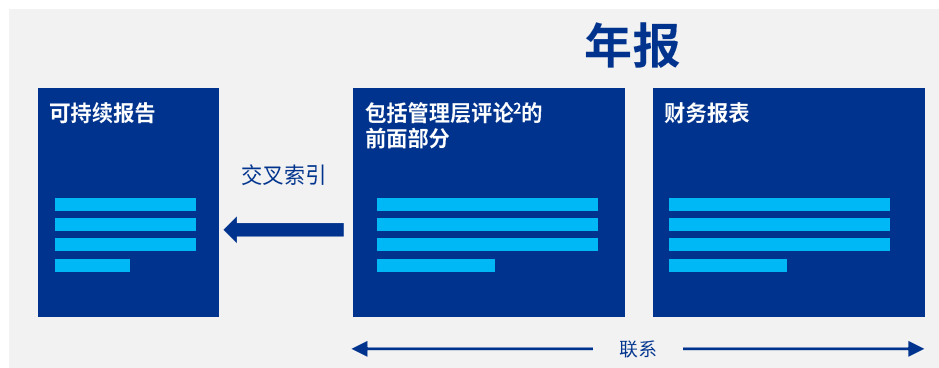 年报
可持续报告
包括管理层评论²的
前面部分
财务报表
交叉索引
联系